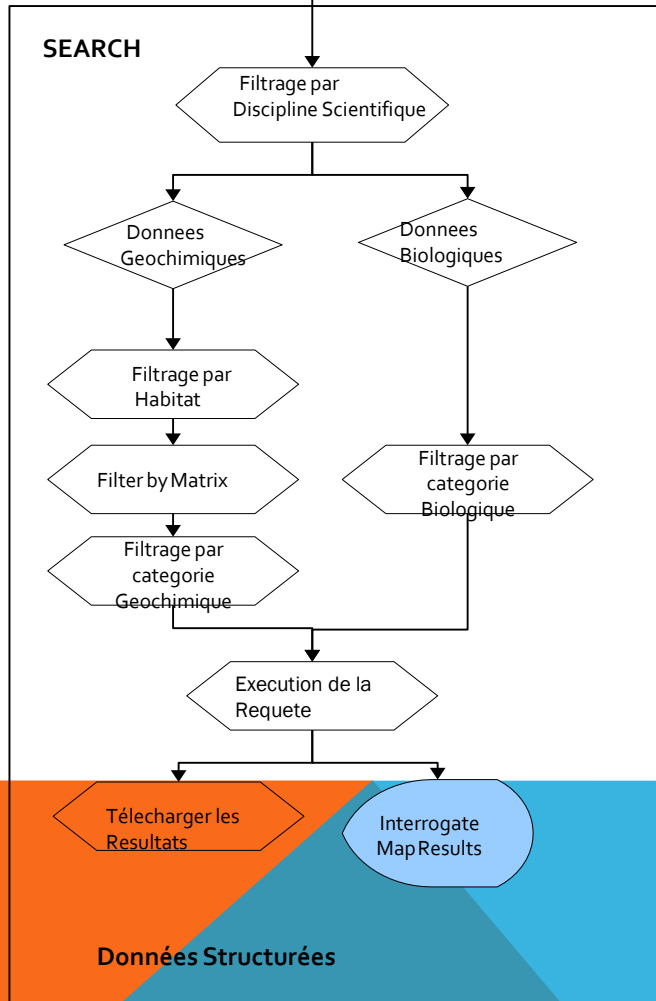 SEARCH
Filtrage par
Discipline Scientifique
Donnees
Geochimiques
Donnees
Biologiques
Filtrage par
Habitat
Filter by Matrix
Filtrage par
categorie
Geochimique
Filtrage par
categorie
Biologique
Execution de la
Requete
Télecharger les
Resultats
Interrogate
Map Results
Données Structurées